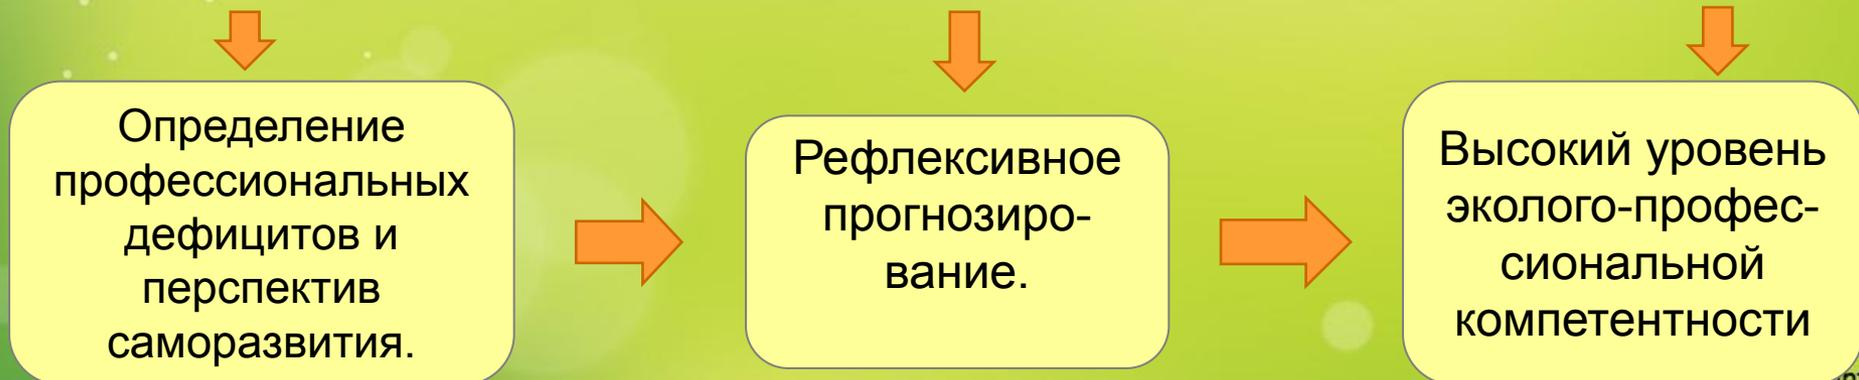 Определение
профессиональных
дефицитов и
перспектив
саморазвития.
Рефлексивное
прогнозиро-
вание.
Высокий уровень
эколого-профес-
сиональной
компетентности